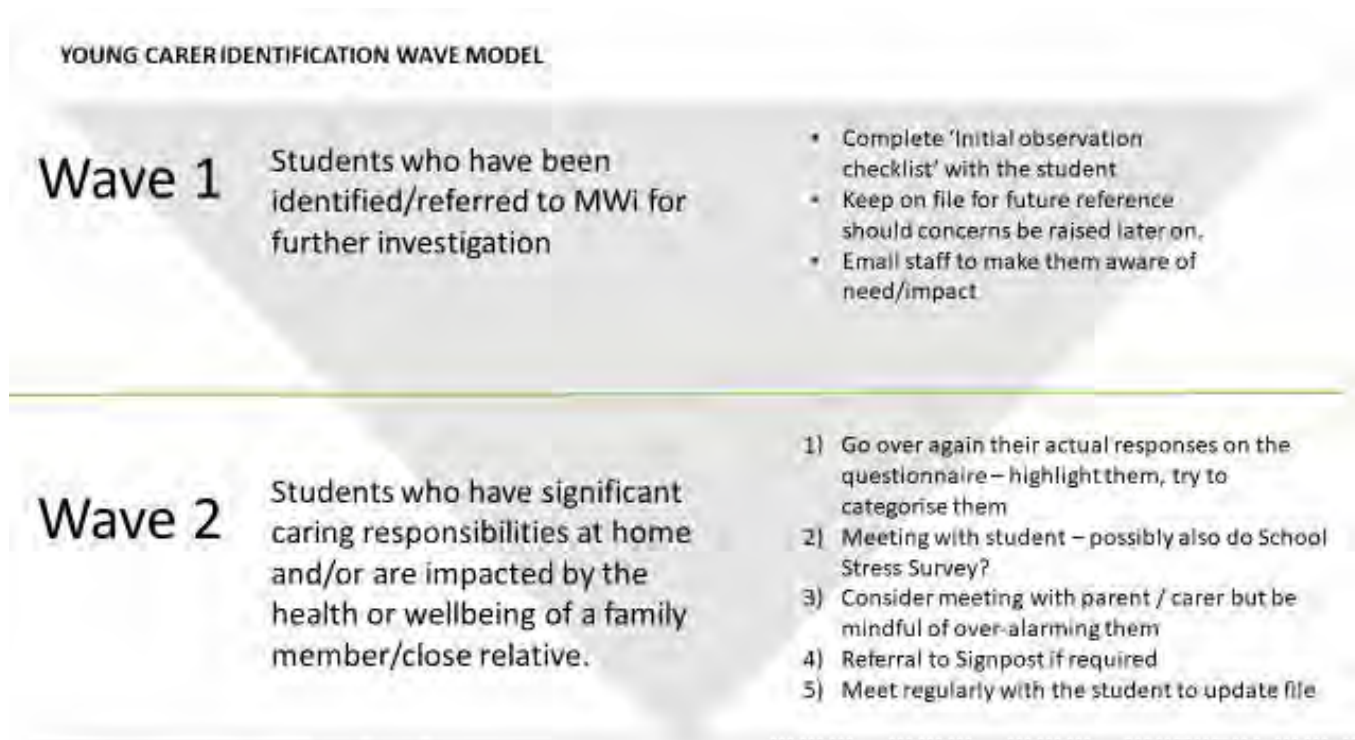 YOUNG CARER IDENTIFICATION WAVE MODEL
Wave 1
Students who have been
identified/referred to MWi for
further investigation
• Complete ‘Initial observation
checklist’ with the student
• Keep on file for future reference
should concerns be raised later on.
• Email staff to make them aware of
need/impact
Wave 2
Students who have significant
caring responsibilities at home
and/or are impacted by the
health or wellbeing of a family
member/close relative.
1) Go over again their actual responses on the
questionnaire – highlight them, try to
categorise them
2) Meeting with student – possibly also do School
Stress Survey?
3) Consider meeting with parent / carer but be
mindful of over-alarming them
4) Referral to Signpost if required
5) Meet regularly with the student to update file